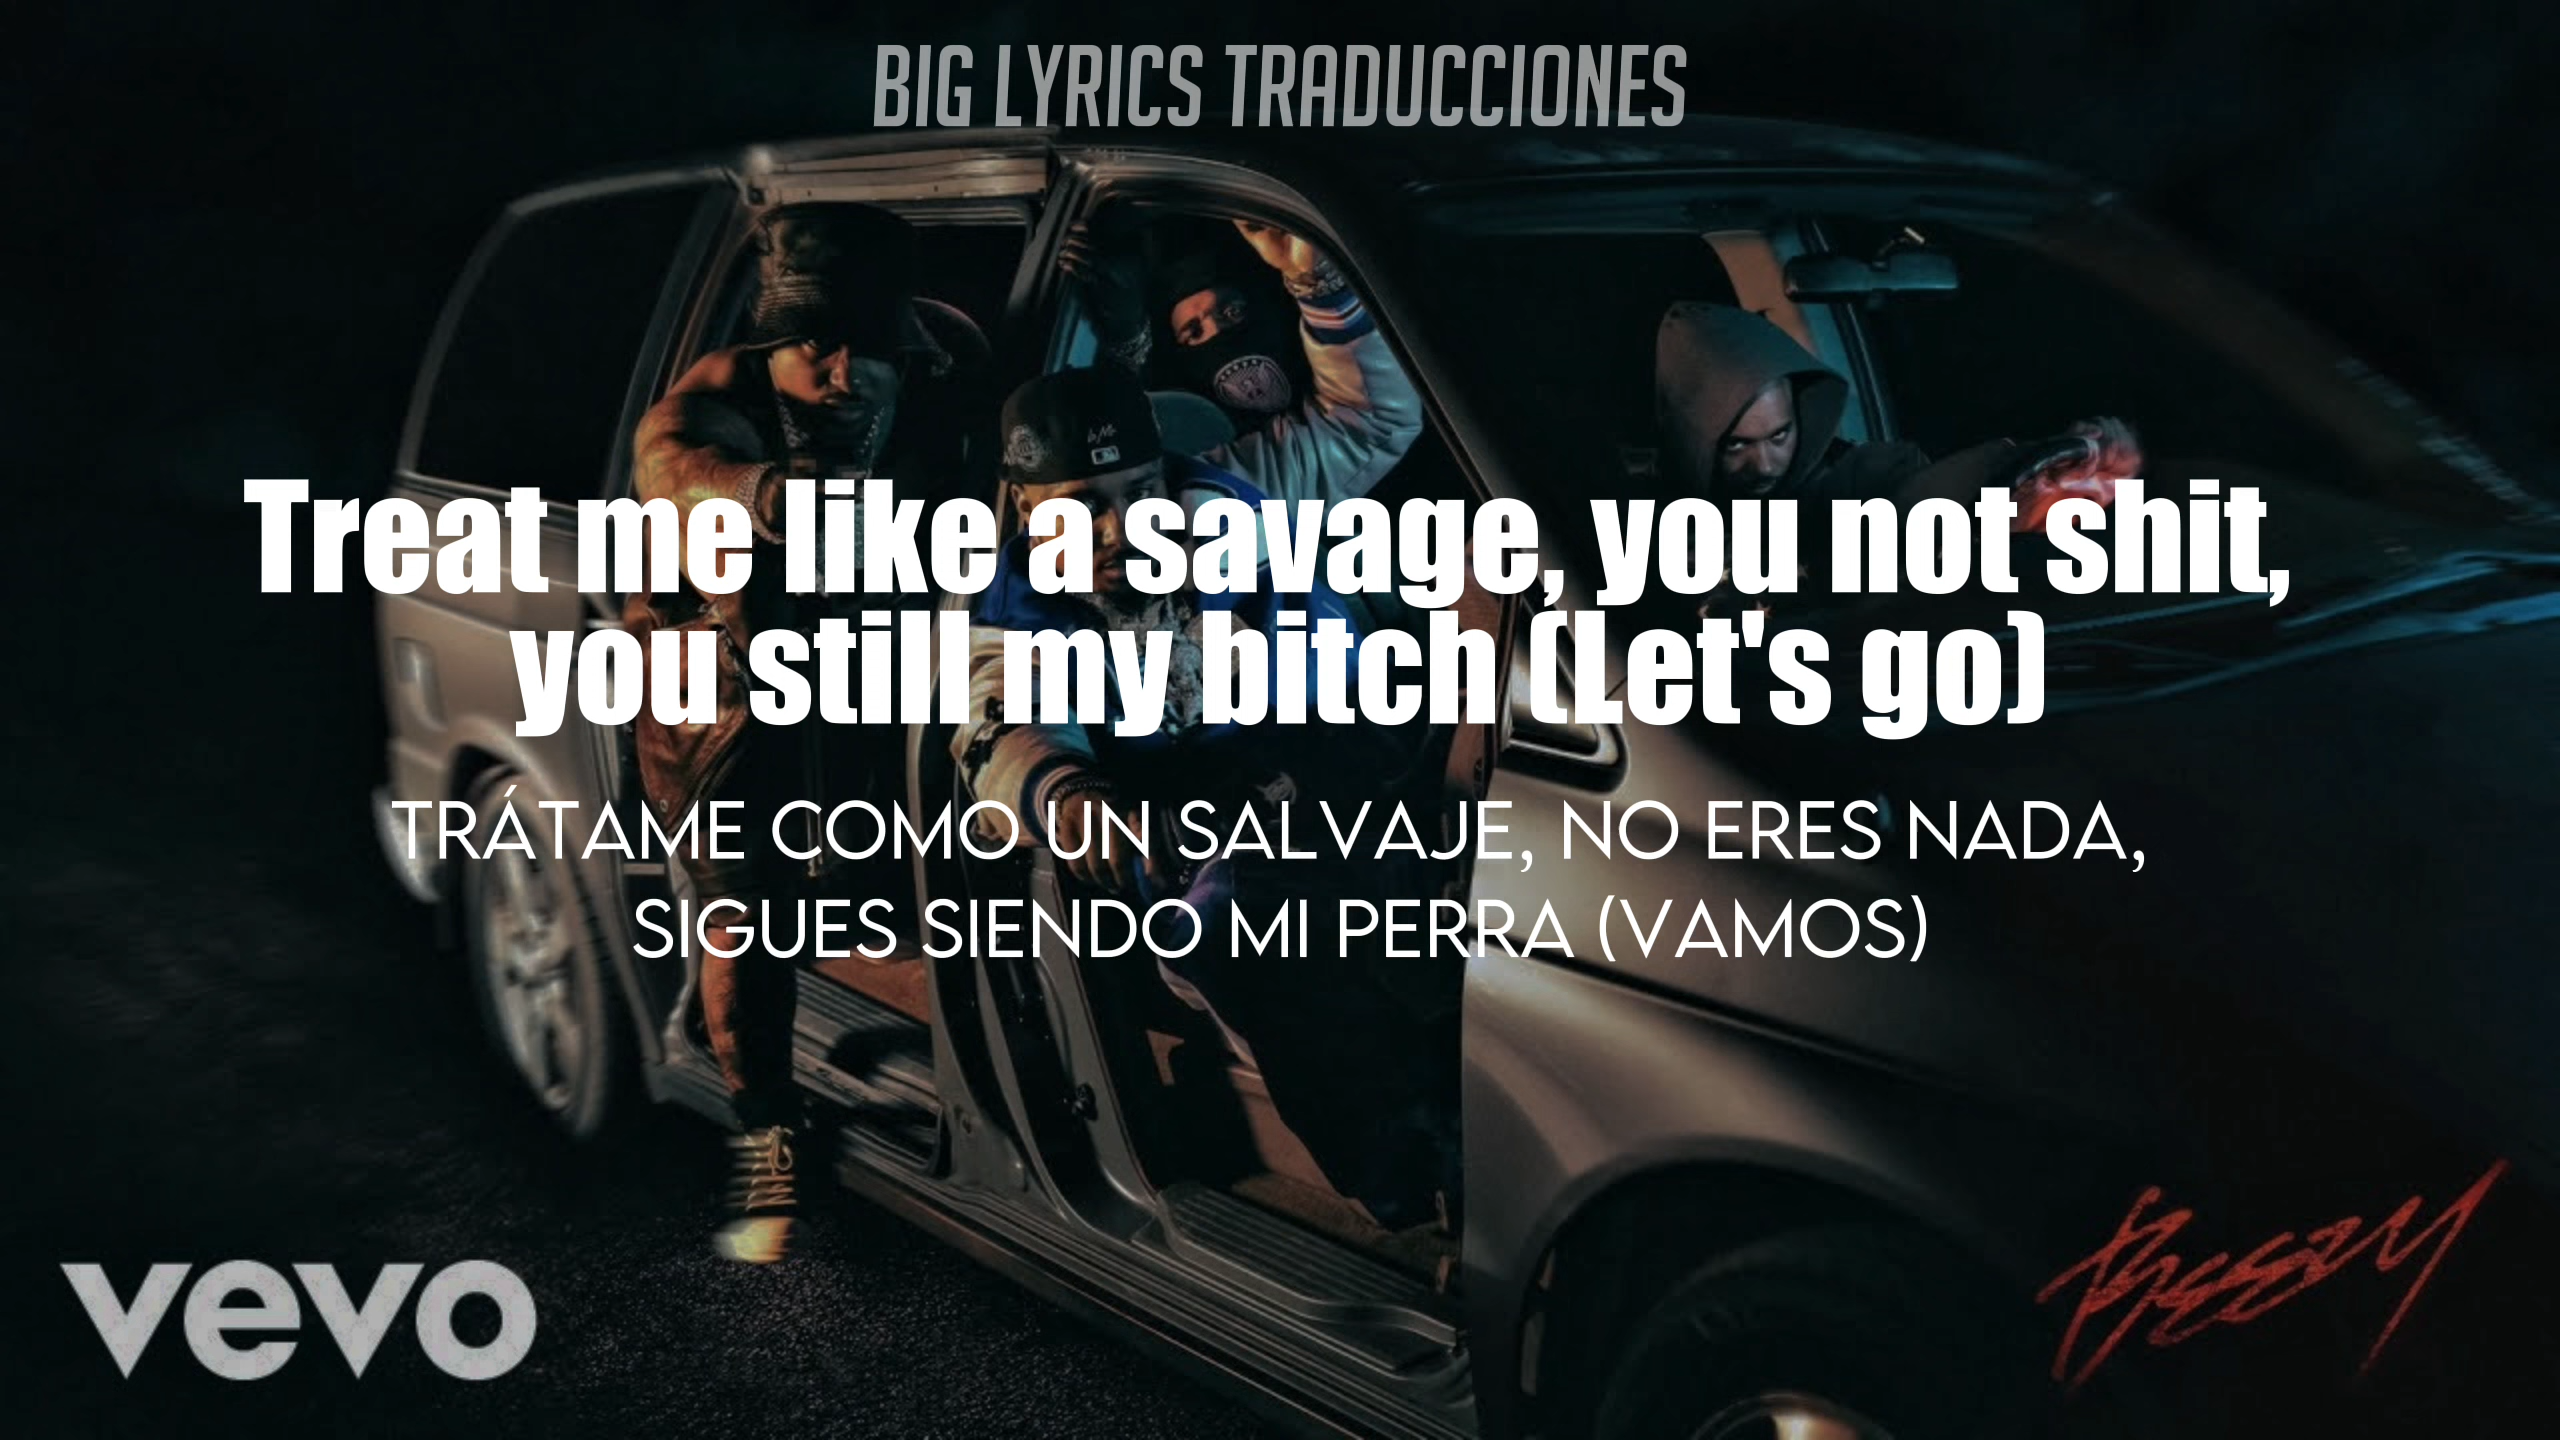 BIG LYRICS TRADUCCIONES
Treat me like a savage, you not shit,
you still my bitch (Let's go)
TRÁTAME COMO UN SALVAJE, NO ERES NADA,
SIGUES SIENDO MI PERRA (VAMOS)
vevo
Breezy